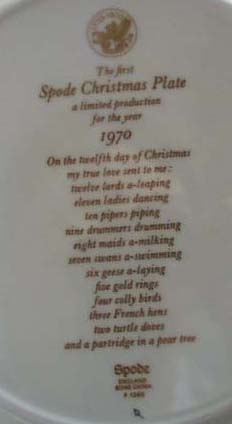 The first
Spode Christmas Plate
a limited production
for the year
1970
On the twelfth day of Christmas
my true love sent to me:
twelve lords a-leaping
eleven ladies dancing
ten pipers piping
nine drummers drumming
eight maids a-milking
seven swans a-swimming
six geese a-laying
five gold rings
four colly birds
three French hens
two turtle doves
and a partridge in a pear tree
Spode
ENGLAND
BONE CHINA